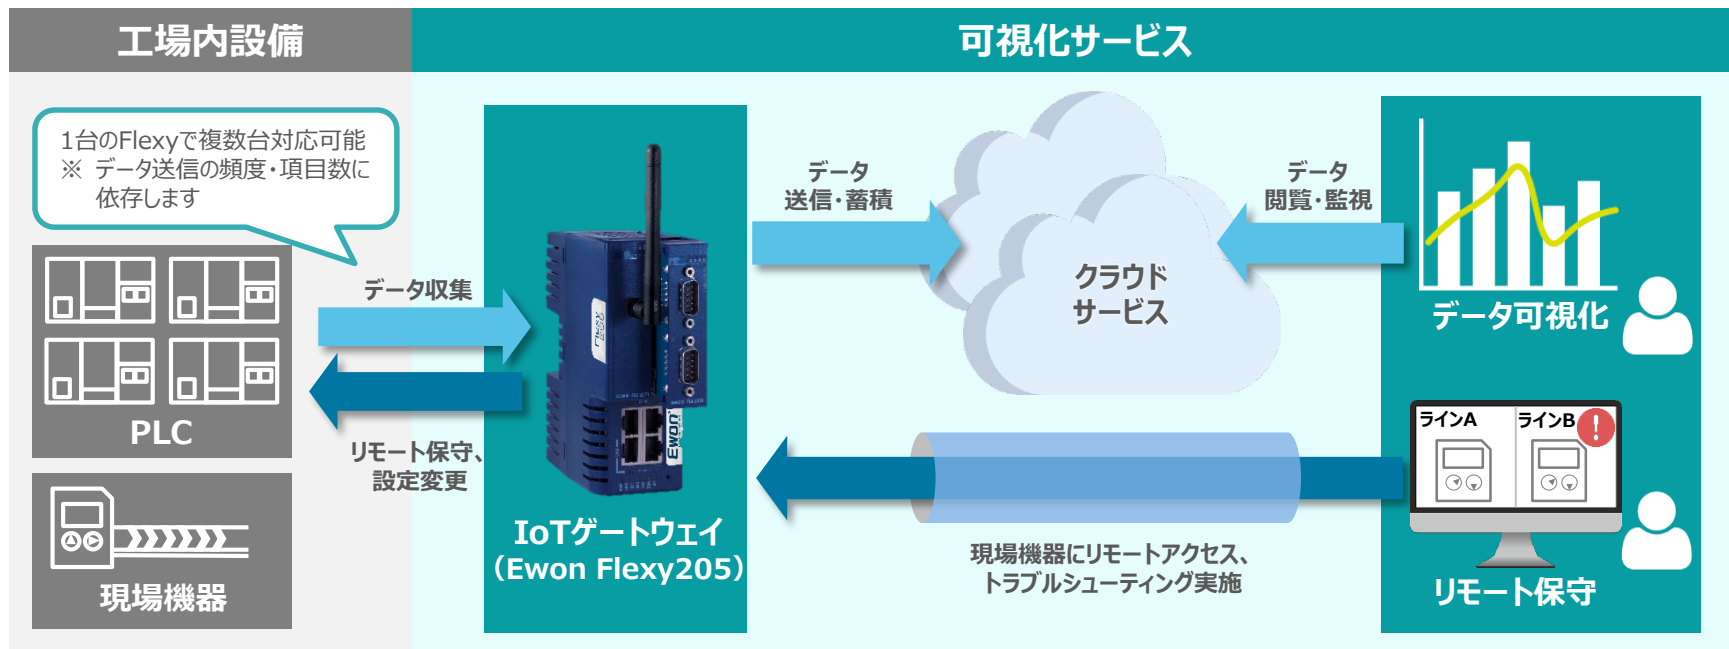 工場内設備
可視化サービス
1台のFlexyで複数台対応可能
※ データ送信の頻度・項目数に
依存します
PLC
現場機器
データ収集
リモート保守、
設定変更
Ewon
IoTゲートウェイ
（Ewon Flexy205）
データ
送信・蓄積
クラウド
サービス
データ
閲覧・監視
現場機器にリモートアクセス、
トラブルシューティング実施
データ可視化
ラインA
ラインB
リモート保守